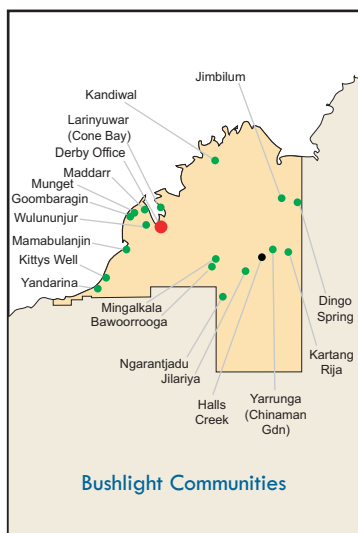 Jimbilum
Kandiwal
Larinyuwar
(Cone Bay)
Derby Office
Maddarr
Munget
Goombaragin
Wulununjur
Mamabulanjin
Kittys Well
Yandarina
Mingalkala
Bawoorrooga
Dingo
Spring
Ngarantjadu
Jilariya
Kartang
Rija
Halls
Creek
Yarrunga
(Chinaman
Gdn)
Bushlight Communities